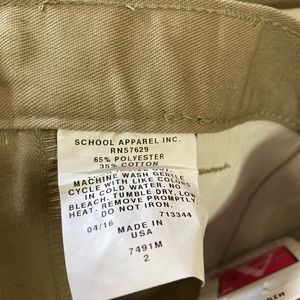 SCHOOL APPAREL INC.
RN57629
65% POLYESTER
35% COTTON
MACHINE WASH GENTLE
CYCLE WITH LIKE COLORS
IN COLD WATER. NO
BLEACH. TUMBLE DRY. LOW
HEAT. REMOVE PROMPTLY.
DO NOT IRON.
713344
04/16
MADE IN
USA
7491M
2